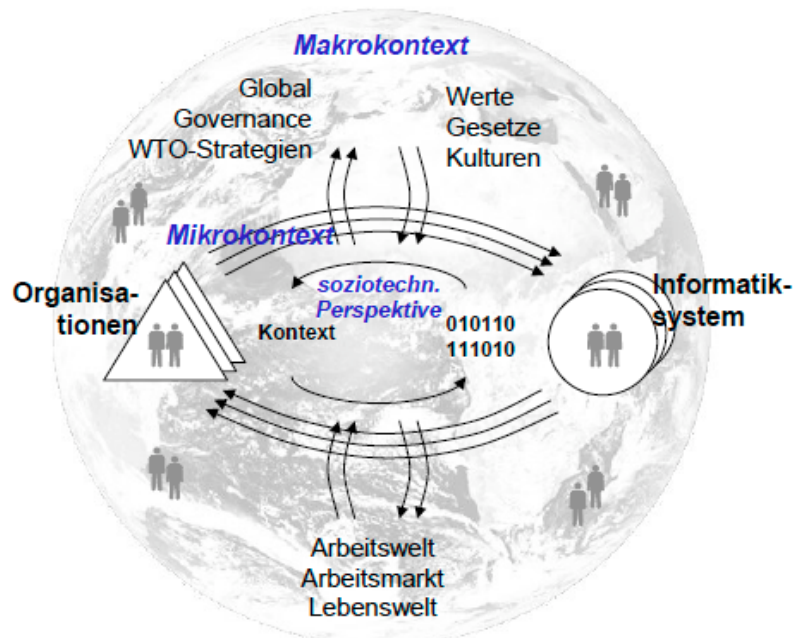 Makrokontext
Global
Governance
WTO-Strategien
Werte
Gesetze
Kulturen
Mikrokontext
Organisa-
tionen
soziotechn.
Perspektive
Kontext
010110
111010
Informatik-
system
Arbeitswelt
Arbeitsmarkt
Lebenswelt